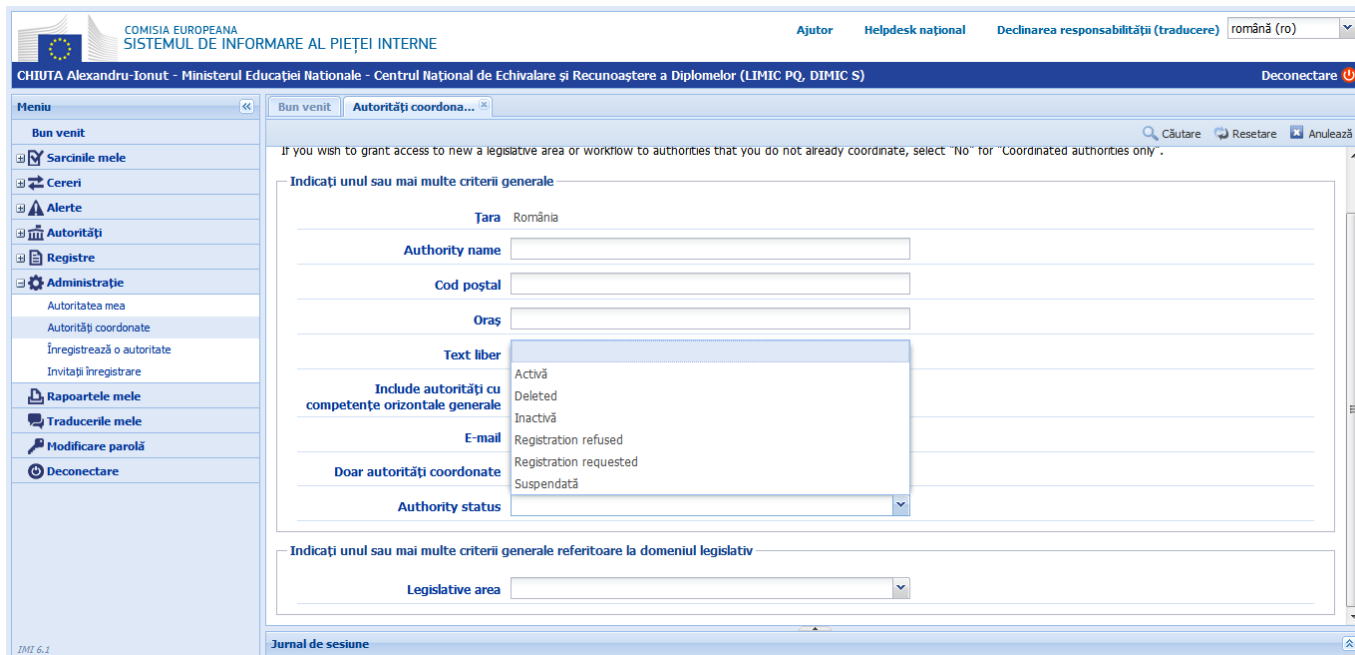 COMISIA EUROPEANA
SISTEMUL DE INFORMARE AL PIEȚEI INTERNE
Ajutor
Helpdesk național
Declinarea responsabilității (traducere)
română (ro)
CHIUTA Alexandru-Ionut - Ministerul Educației Nationale - Centrul Național de Echivalare și Recunoaștere a Diplomelor (LIMIC PQ, DIMIC S)
Deconectare
Meniu
Bun venit
Sarcinile mele
Cereri
Alerte
Autorități
Registre
Administrație
Autoritatea mea
Autorități coordonate
Înregistrează o autoritate
Invitații înregistrare
Rapoartele mele
Traducerile mele
Modificare parolă
Deconectare
IMI 6.1
Bun venit
Autorități coordona...
Căutare
Resetare
Anulează
If you wish to grant access to new a legislative area or workflow to authorities that you do not already coordinate, select "No" for "Coordinated authorities only".
Indicați unul sau mai multe criterii generale
Țara România
Authority name
Cod poștal
Oraș
Text liber
Activă
Deleted
Include autorități cu
competențe orizontale generale
Inactivă
E-mail
Registration refused
Registration requested
Doar autorități coordonate
Suspendată
Authority status
Indicați unul sau mai multe criterii generale referitoare la domeniul legislativ
Legislative area
Jurnal de sesiune